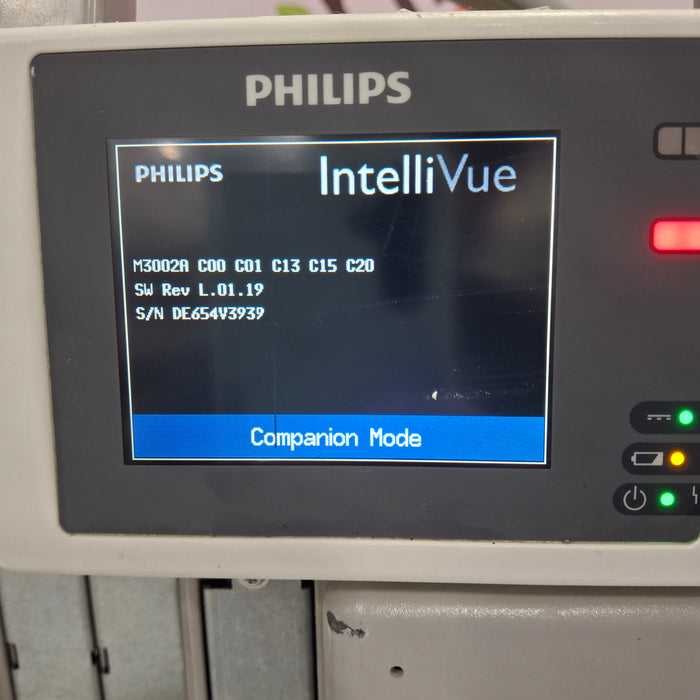 PHILIPS
PHILIPS IntelliVue
M3002A C00 C01 C13 C15 C20
SW Rev L.01.19
S/N DE654V3939
Companion Mode